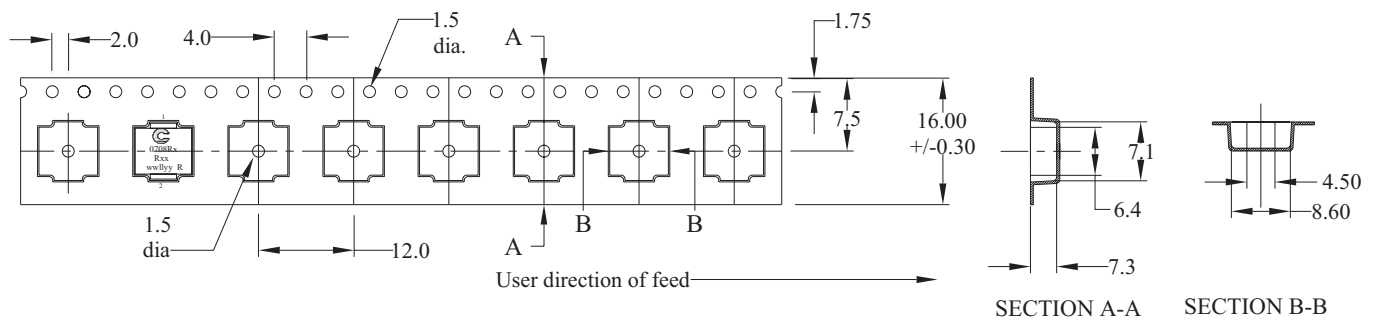 2.0
4.0
1.5
dia.
A
1.75
7.5
16.00
+/-0.30
1
0708Rx
Rxx
wwllyy R
2
B
B
1.5
dia
12.0
A
User direction of feed
7.1
6.4
7.3
SECTION A-A
4.50
8.60
SECTION B-B